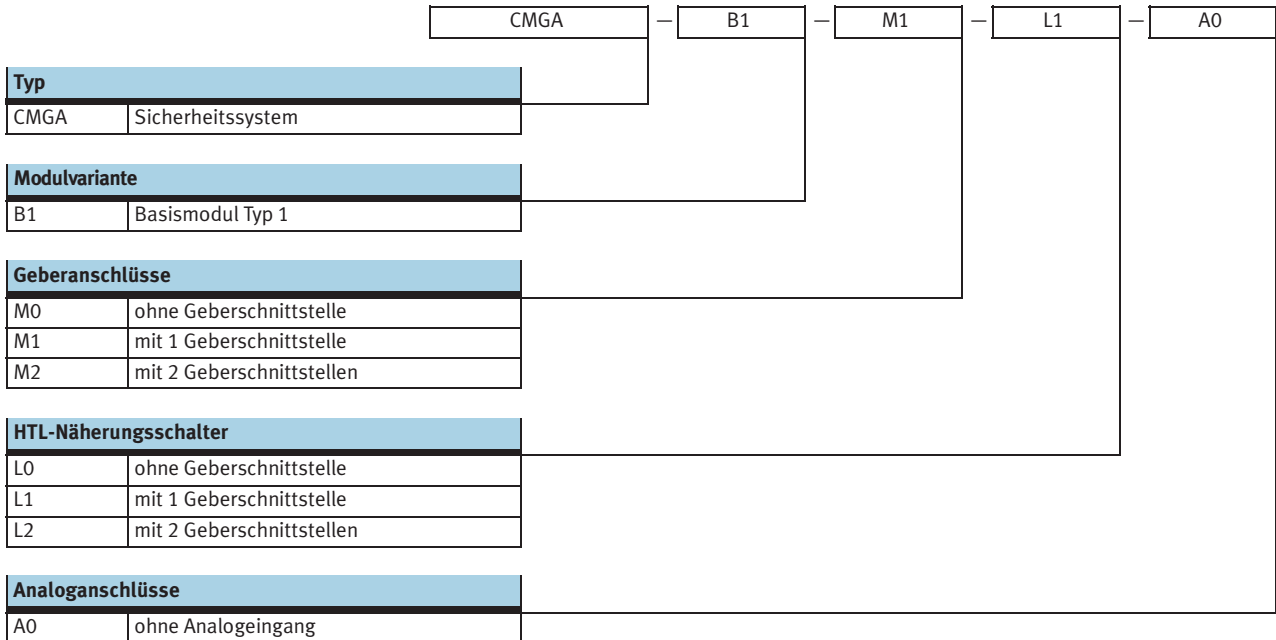 CMGA — B1 — M1 — L1 — A0
Typ
CMGA Sicherheitssystem
Modulvariante
B1 Basismodul Typ 1
Geberanschlüsse
M0 ohne Geberschnittstelle
M1 mit 1 Geberschnittstelle
M2 mit 2 Geberschnittstellen
HTL-Näherungsschalter
L0 ohne Geberschnittstelle
L1 mit 1 Geberschnittstelle
L2 mit 2 Geberschnittstellen
Analoganschlüsse
A0 ohne Analogeingang